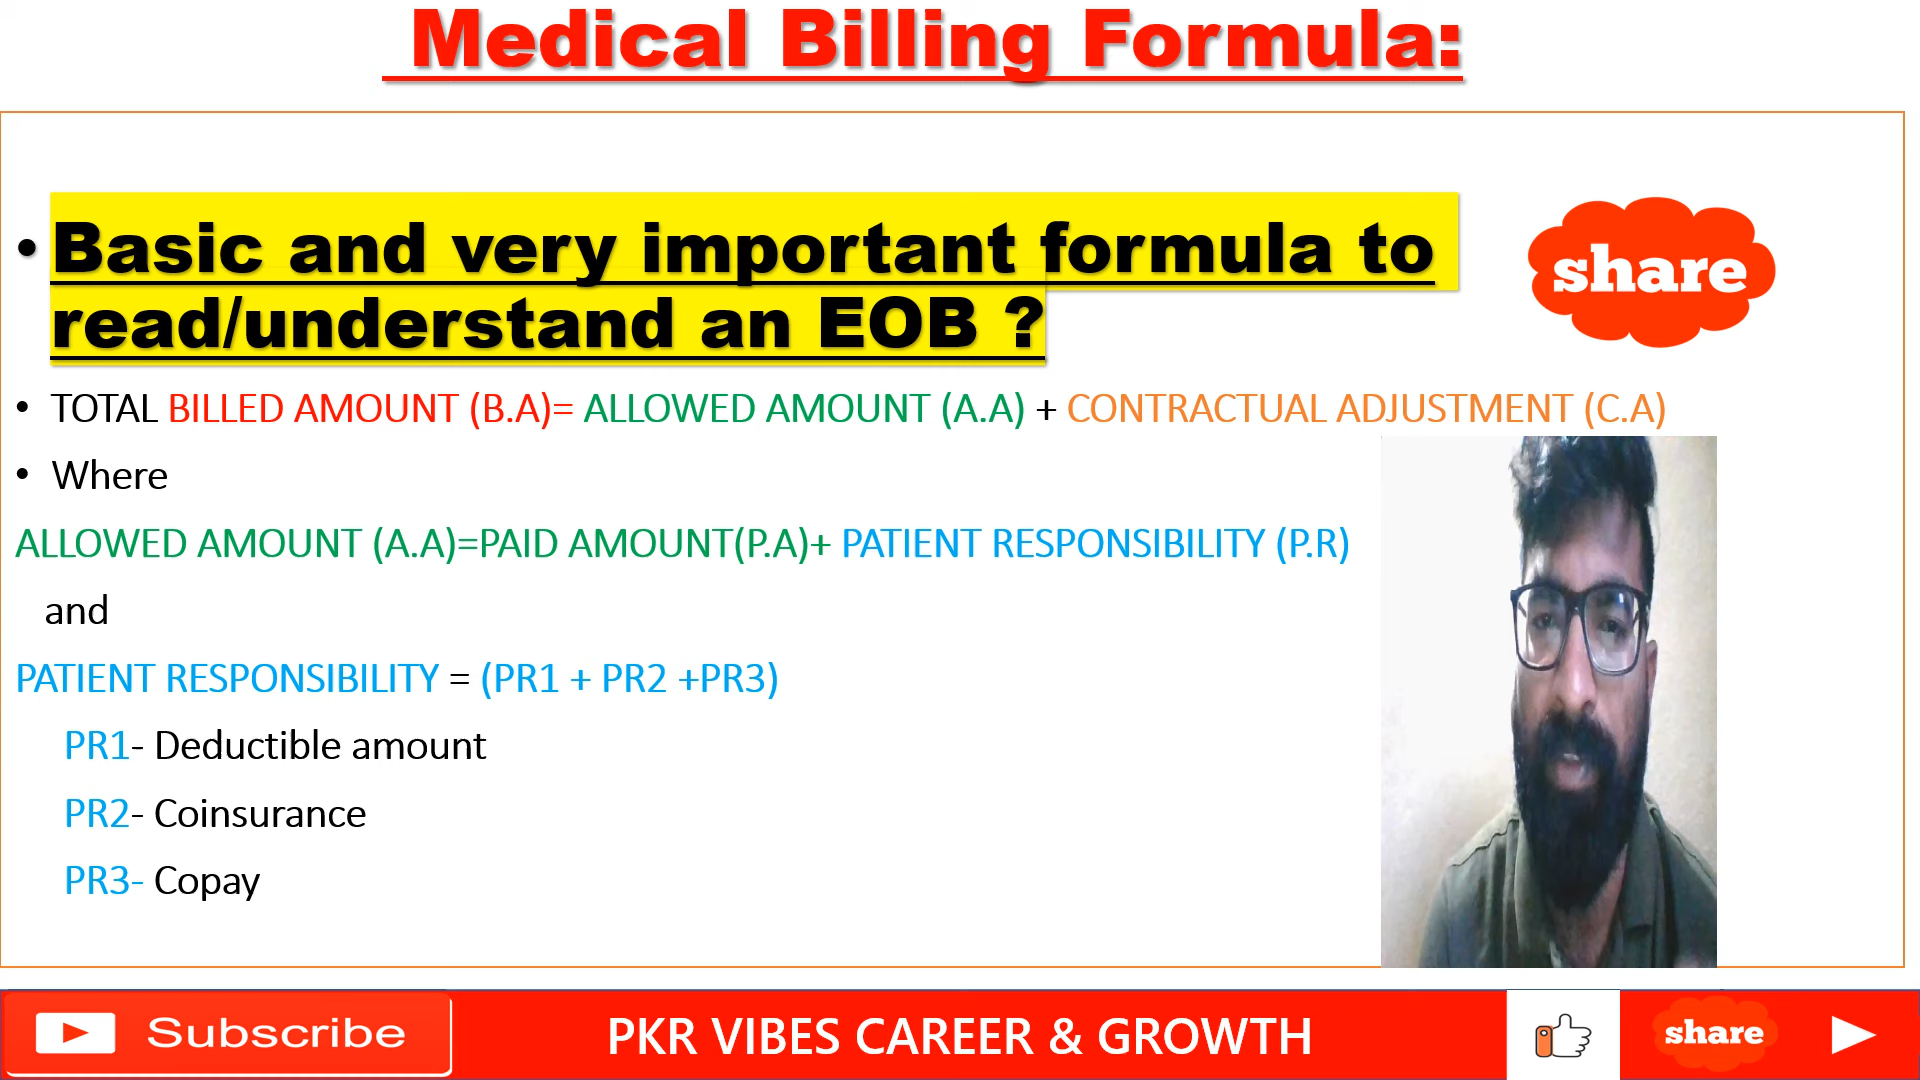 Medical Billing Formula:
• Basic and very important formula to
read/understand an EOB ?
share
• TOTAL BILLED AMOUNT (B.A)= ALLOWED AMOUNT (A.A) + CONTRACTUAL ADJUSTMENT (C.A)
• Where
ALLOWED AMOUNT (A.A)=PAID AMOUNT(P.A)+ PATIENT RESPONSIBILITY (P.R)
and
PATIENT RESPONSIBILITY = (PR1 + PR2 +PR3)
PR1- Deductible amount
PR2- Coinsurance
PR3- Copay
Subscribe
PKR VIBES CAREER & GROWTH
share